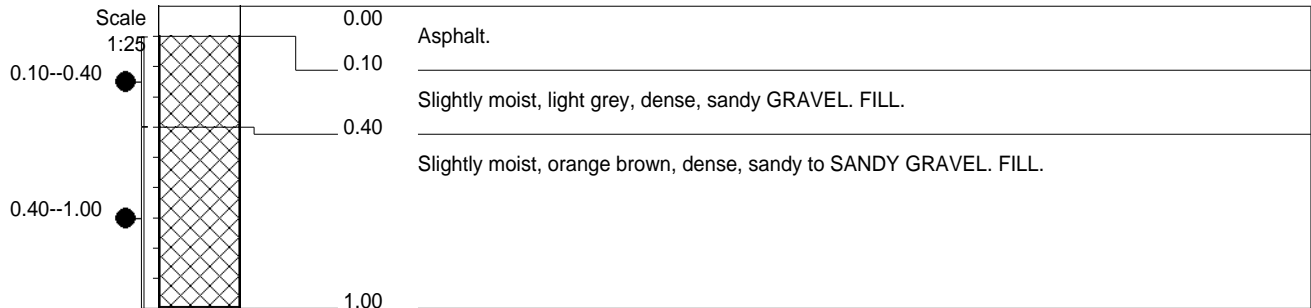 Scale
1:25
0.00
Asphalt.
0.10
0.10--0.40
Slightly moist, light grey, dense, sandy GRAVEL. FILL.
0.40
Slightly moist, orange brown, dense, sandy to SANDY GRAVEL. FILL.
0.40--1.00
1.00